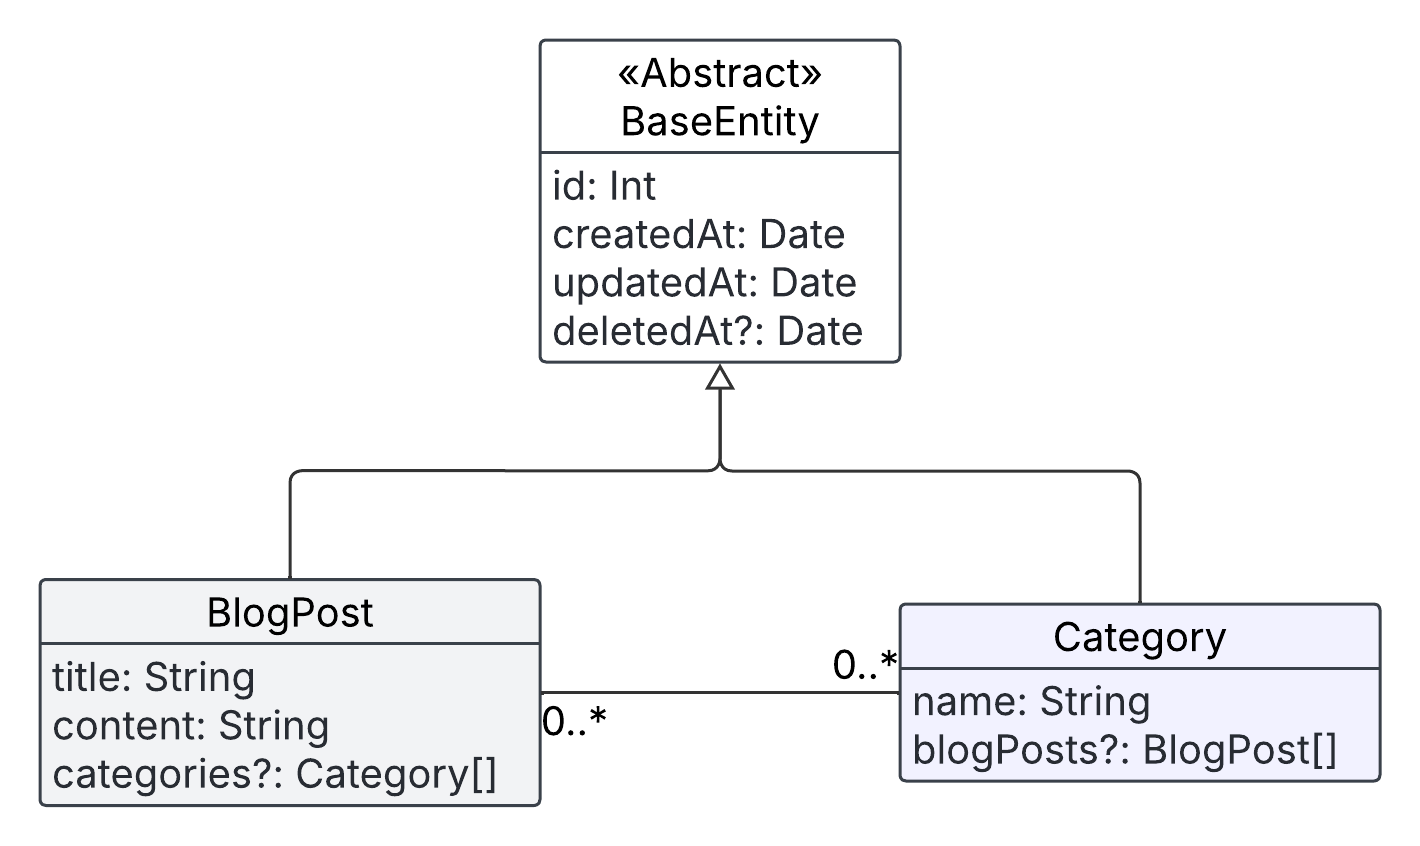 «Abstract»
BaseEntity
id: Int
createdAt: Date
updatedAt: Date
deletedAt?: Date
BlogPost
title: String
content: String
categories?: Category[]
0..*
0..*
Category
name: String
blogPosts?: BlogPost[]